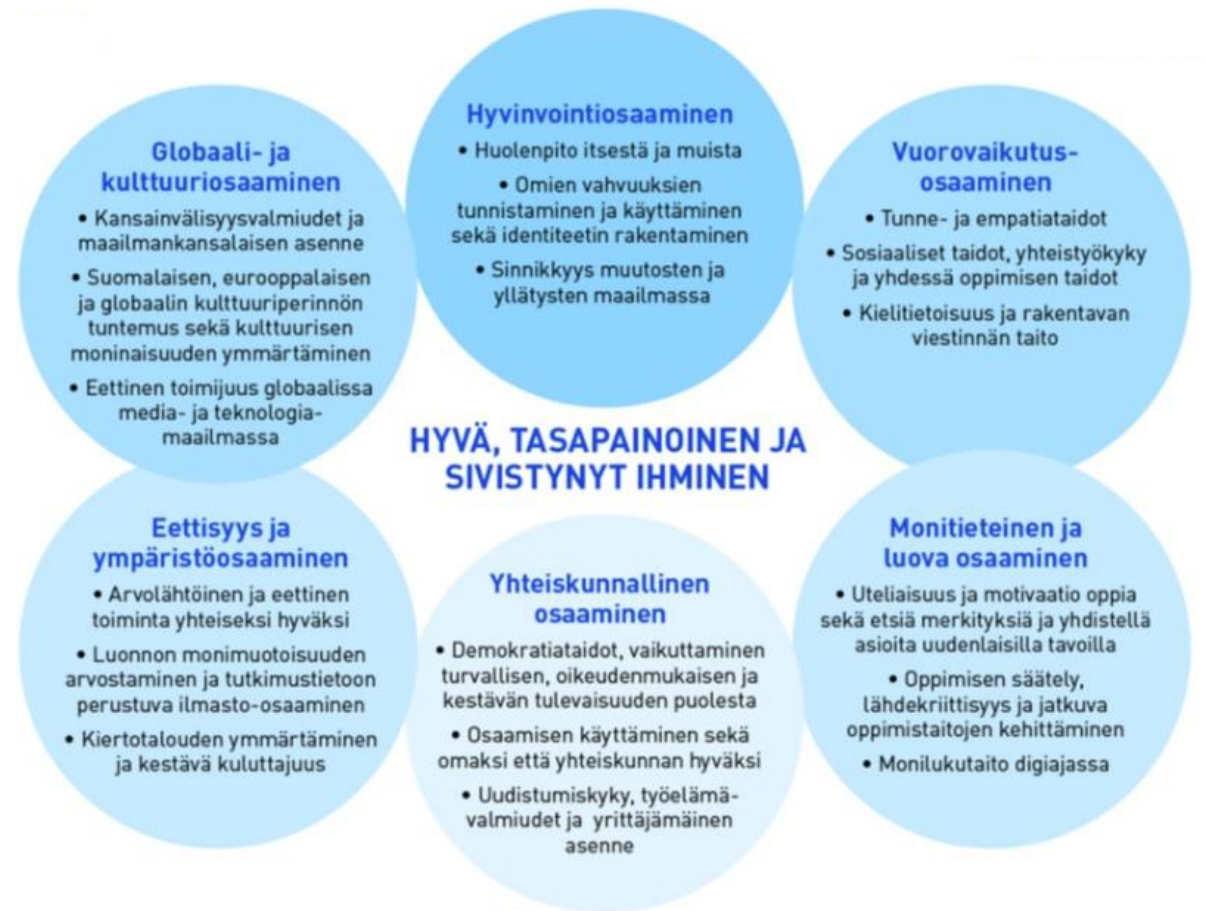 Hyvinvointiosaaminen
• Huolenpito itsestä ja muista
• Omien vahvuuksien
tunnistaminen ja käyttäminen
sekä identiteetin rakentaminen
• Sinnikkyys muutosten ja
yllätysten maailmassa
Vuorovaikutus-
osaaminen
• Tunne- ja empatiataidot
• Sosiaaliset taidot, yhteistyökyky
ja yhdessä oppimisen taidot
• Kielitietoisuus ja rakentavan
viestinnän taito
Monitieteinen ja
luova osaaminen
• Uteliaisuus ja motivaatio oppia
sekä etsiä merkityksiä ja yhdistellä
asioita uudenlaisilla tavoilla
• Oppimisen säätely,
lähdekriittisyys ja jatkuva
oppimistaitojen kehittäminen
• Monilukutaito digiajassa
Yhteiskunnallinen
osaaminen
• Demokratiataidot, vaikuttaminen
turvallisen, oikeudenmukaisen ja
kestävän tulevaisuuden puolesta
• Osaamisen käyttäminen sekä
omaksi että yhteiskunnan hyväksi
• Uudistumiskyky, työelämä-
valmiudet ja yrittäjämäinen
asenne
Eettisyys ja
ympäristöosaaminen
• Arvolähtöinen ja eettinen
toiminta yhteiseksi hyväksi
• Luonnon monimuotoisuuden
arvostaminen ja tutkimustietoon
perustuva ilmasto-osaaminen
• Kiertotalouden ymmärtäminen
ja kestävä kuluttajuus
Globaali- ja
kulttuuriosaaminen
• Kansainvälisyysvalmiudet ja
maailmankansalaisen asenne
• Suomalaisen, eurooppalaisen
ja globaalin kulttuuriperinnön
tuntemus sekä kulttuurisen
moninaisuuden ymmärtäminen
• Eettinen toimijuus globaalissa
media- ja teknologia-
maailmassa
HYVÄ, TASAPAINOINEN JA
SIVISTYNYT IHMINEN